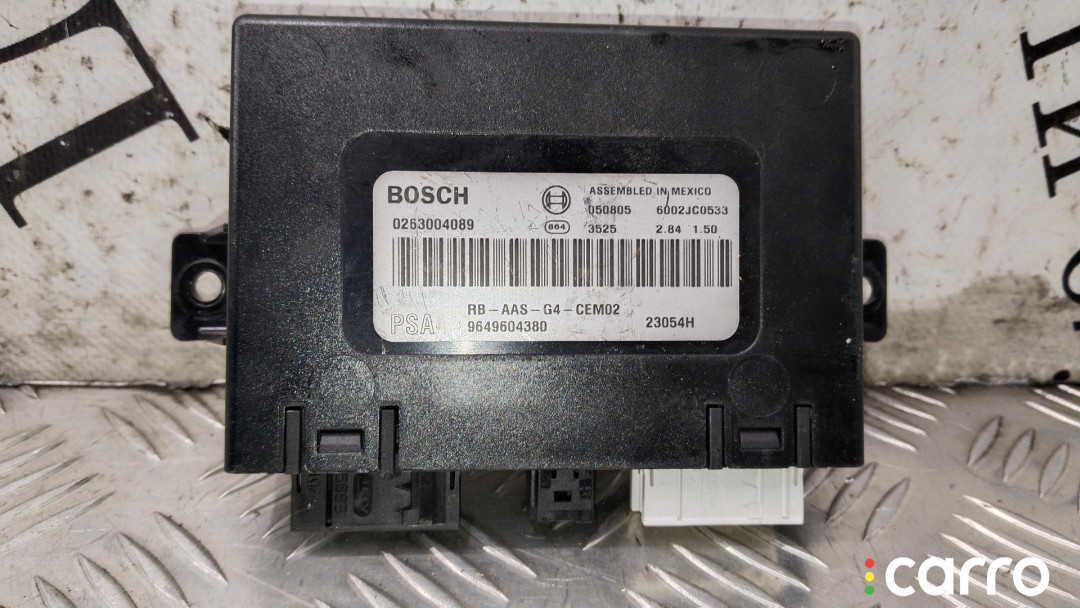 BOSCH
ASSEMBLED IN MEXICO
050805 6002JC0533
0263004089
664
3525 2.84 1.50
RB-AAS-G4-CEM02
PSA 9649604380
23054H
carro